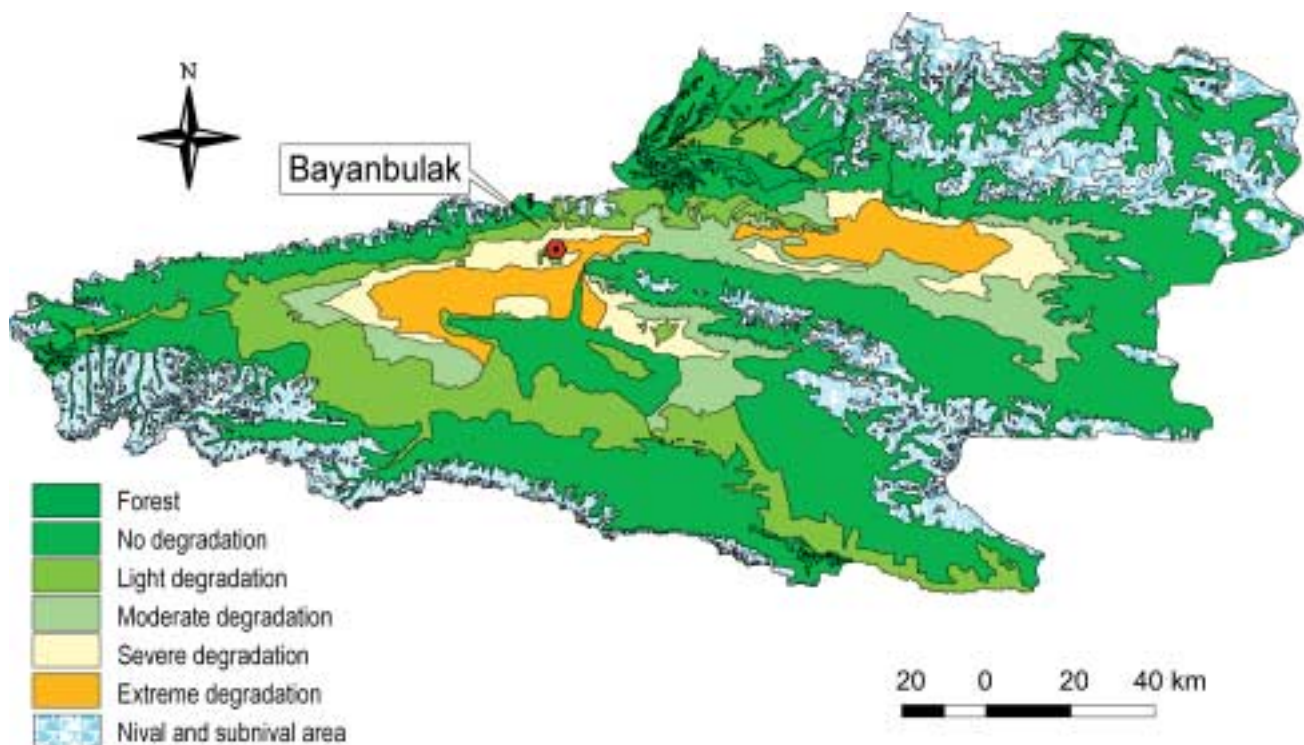 N
Bayanbulak
Forest
No degradation
Light degradation
Moderate degradation
Severe degradation
Extreme degradation
Nival and subnival area
20 0 20 40 km